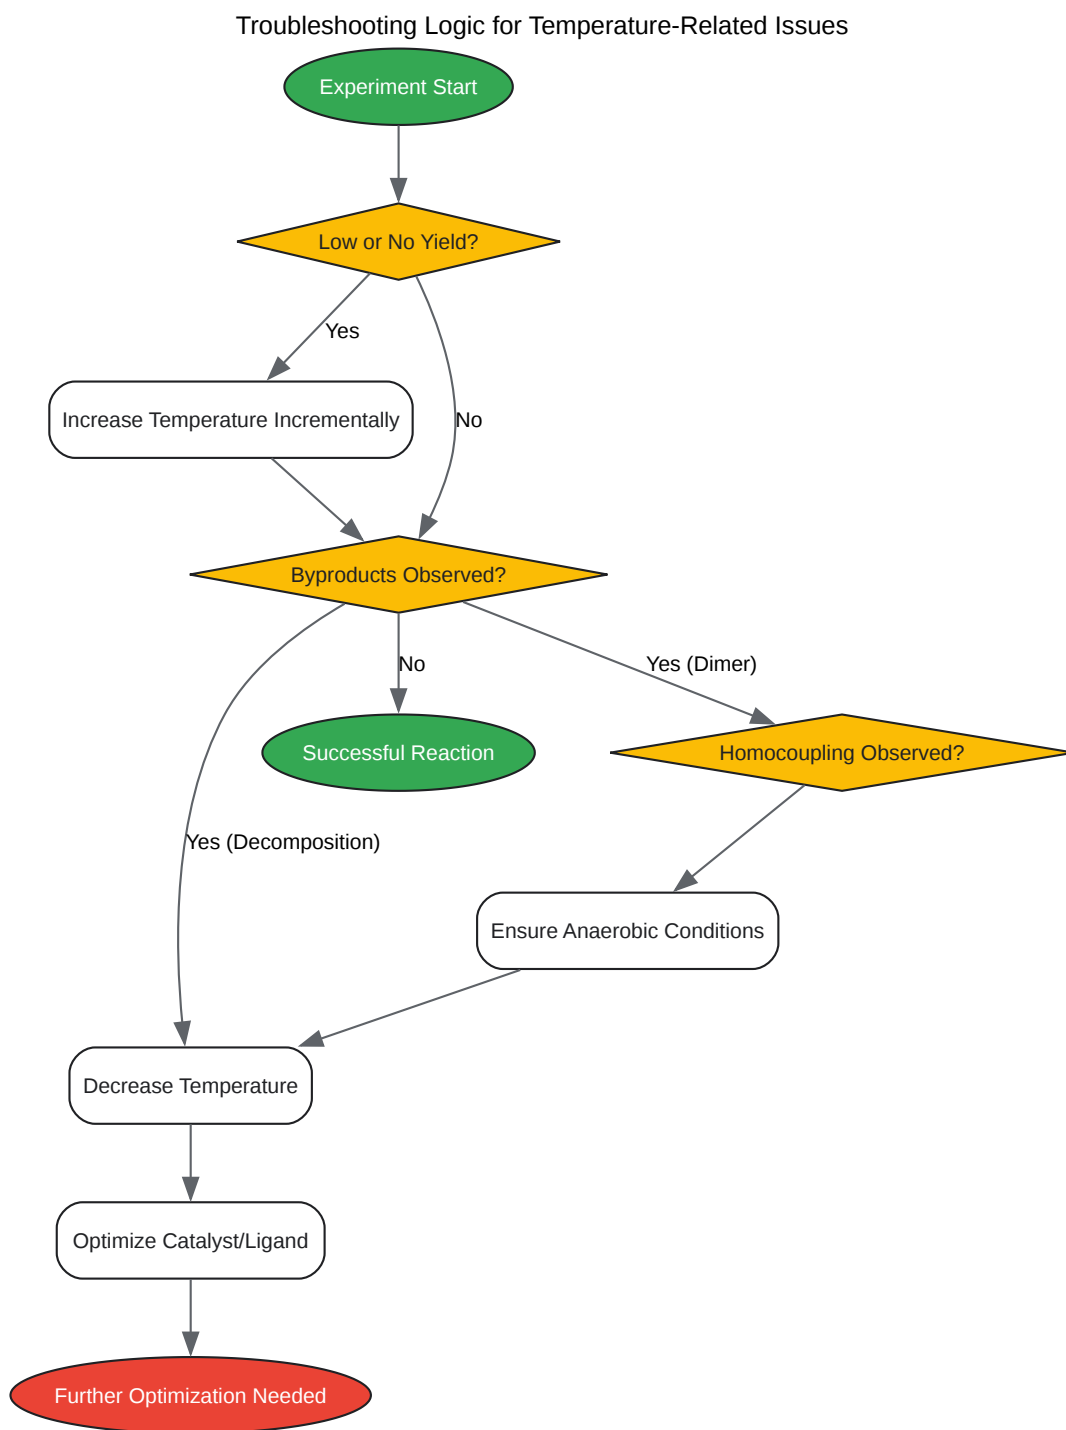 Troubleshooting Logic for Temperature-Related Issues
Experiment Start
Low or No Yield?
Yes
Increase Temperature Incrementally
No
Byproducts Observed?
No
Yes (Dimer)
Successful Reaction
Homocoupling Observed?
Yes (Decomposition)
Ensure Anaerobic Conditions
Decrease Temperature
Optimize Catalyst/Ligand
Further Optimization Needed